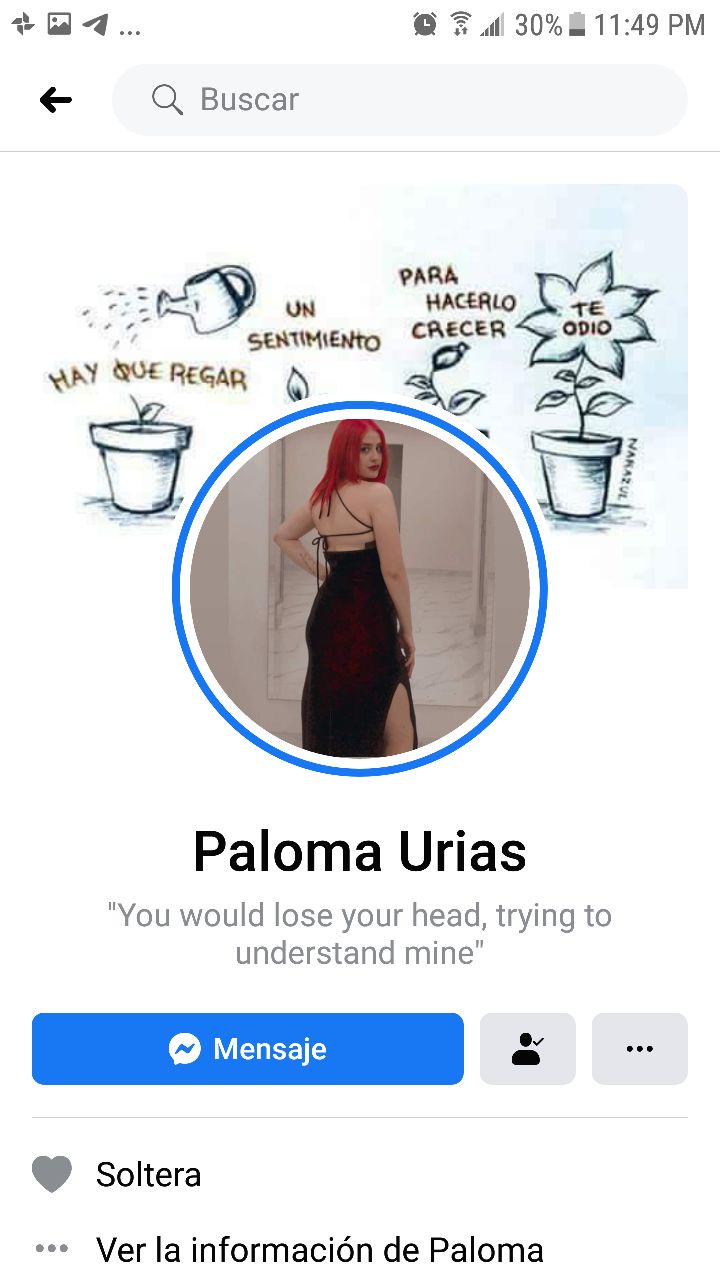 ... 30% 11:49 PM
Buscar
HAY QUE REGAR
UN
SENTIMIENTO
PARA
HACERLO
CRECER
TE
ODIO
MARAZUL
Paloma Urias
"You would lose your head, trying to
understand mine"
Mensaje
Soltera
Ver la información de Paloma